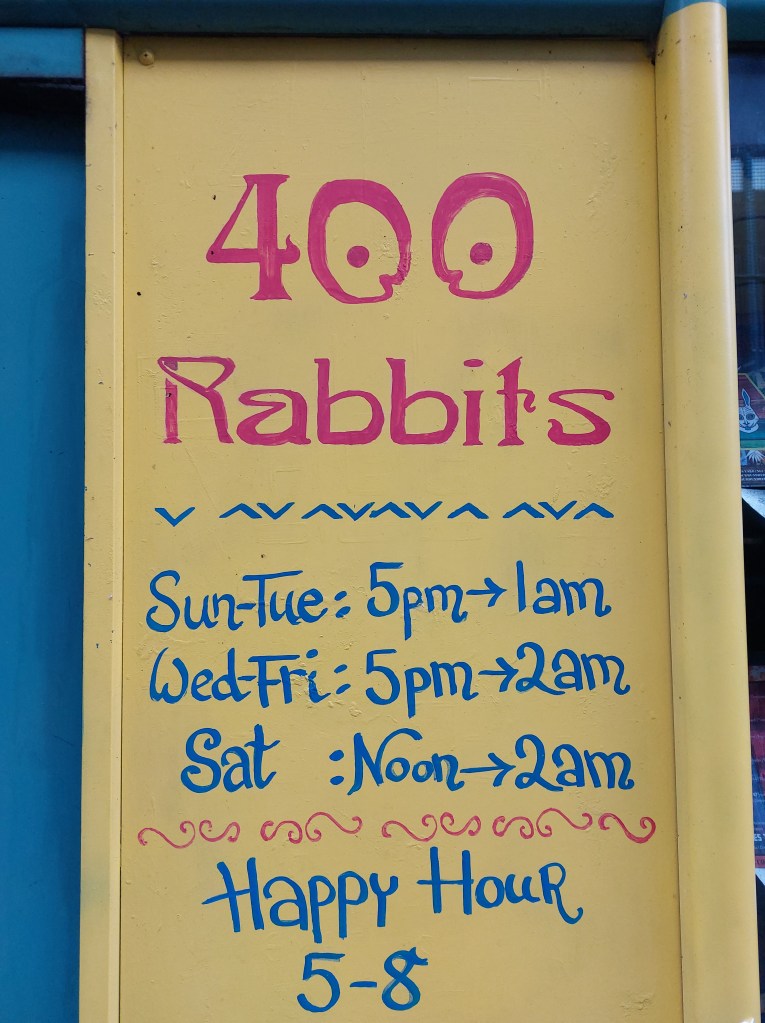 400
Rabbits
Sun-Tue: 5pm→1am
Wed-Fri: 5pm→2am
Sat :Noon→2am
Happy Hour
5-8